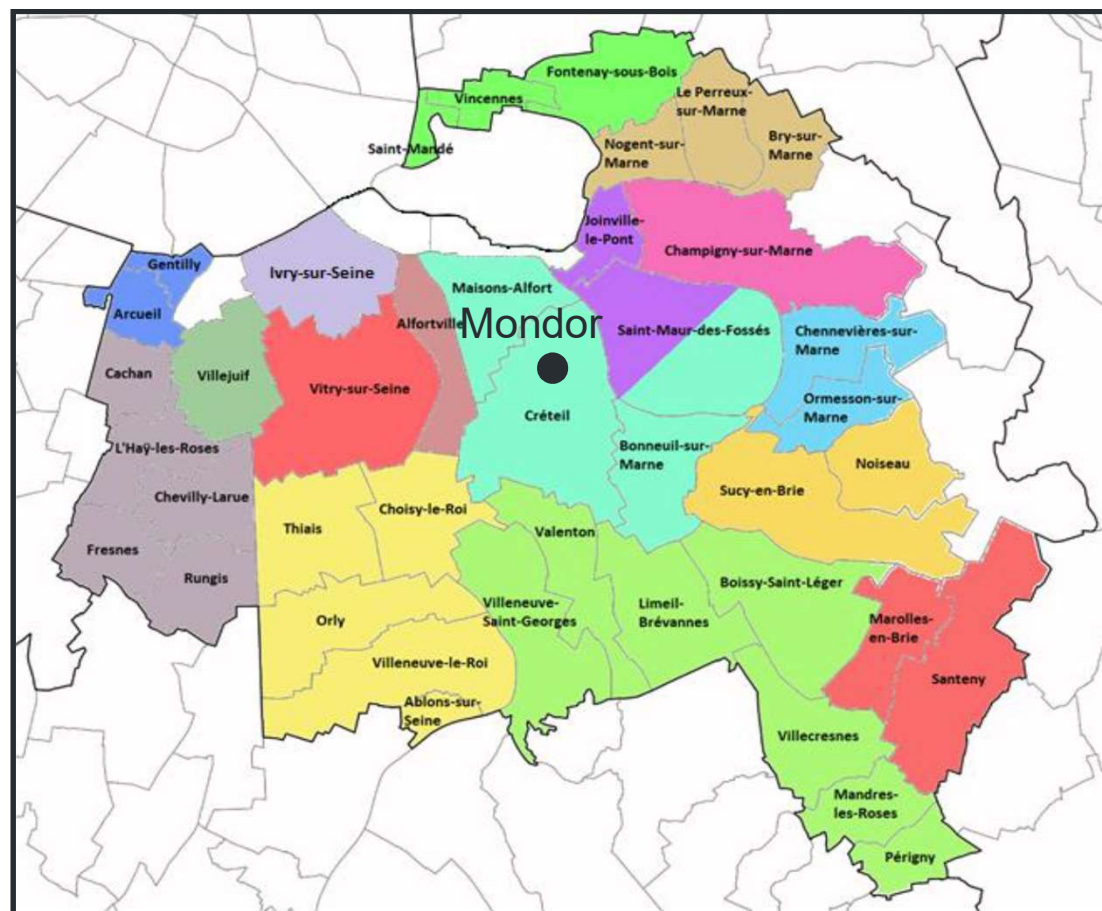 Fontenay-sous-Bois
Vincennes
Le Perreux-
sur-Marne
Saint-Mandé
Nogent-sur-
Marne
Bry-sur-
Marne
Joinville-
le-Pont
Champigny-sur-Marne
Gentilly
Ivry-sur-Seine
Maisons-Alfort
Arcueil
Alfortville
Mondor
Saint-Maur-des-Fossés
Chennevières-sur-
Marne
Cachan
Villejuif
Vitry-sur-Seine
Ormesson-sur-
Marne
Créteil
L'Haÿ-les-Roses
Bonneuil-sur-
Marne
Noiseau
Chevilly-Larue
Sucy-en-Brie
Choisy-le-Roi
Thiais
Valenton
Fresnes
Rungis
Boissy-Saint-Léger
Villeneuve-
Saint-Georges
Limeil-
Brévannes
Orly
Marolles-
en-Brie
Villeneuve-le-Roi
Santeny
Ablons-sur-
Seine
Villecresnes
Mandres-
les-Roses
Périgny